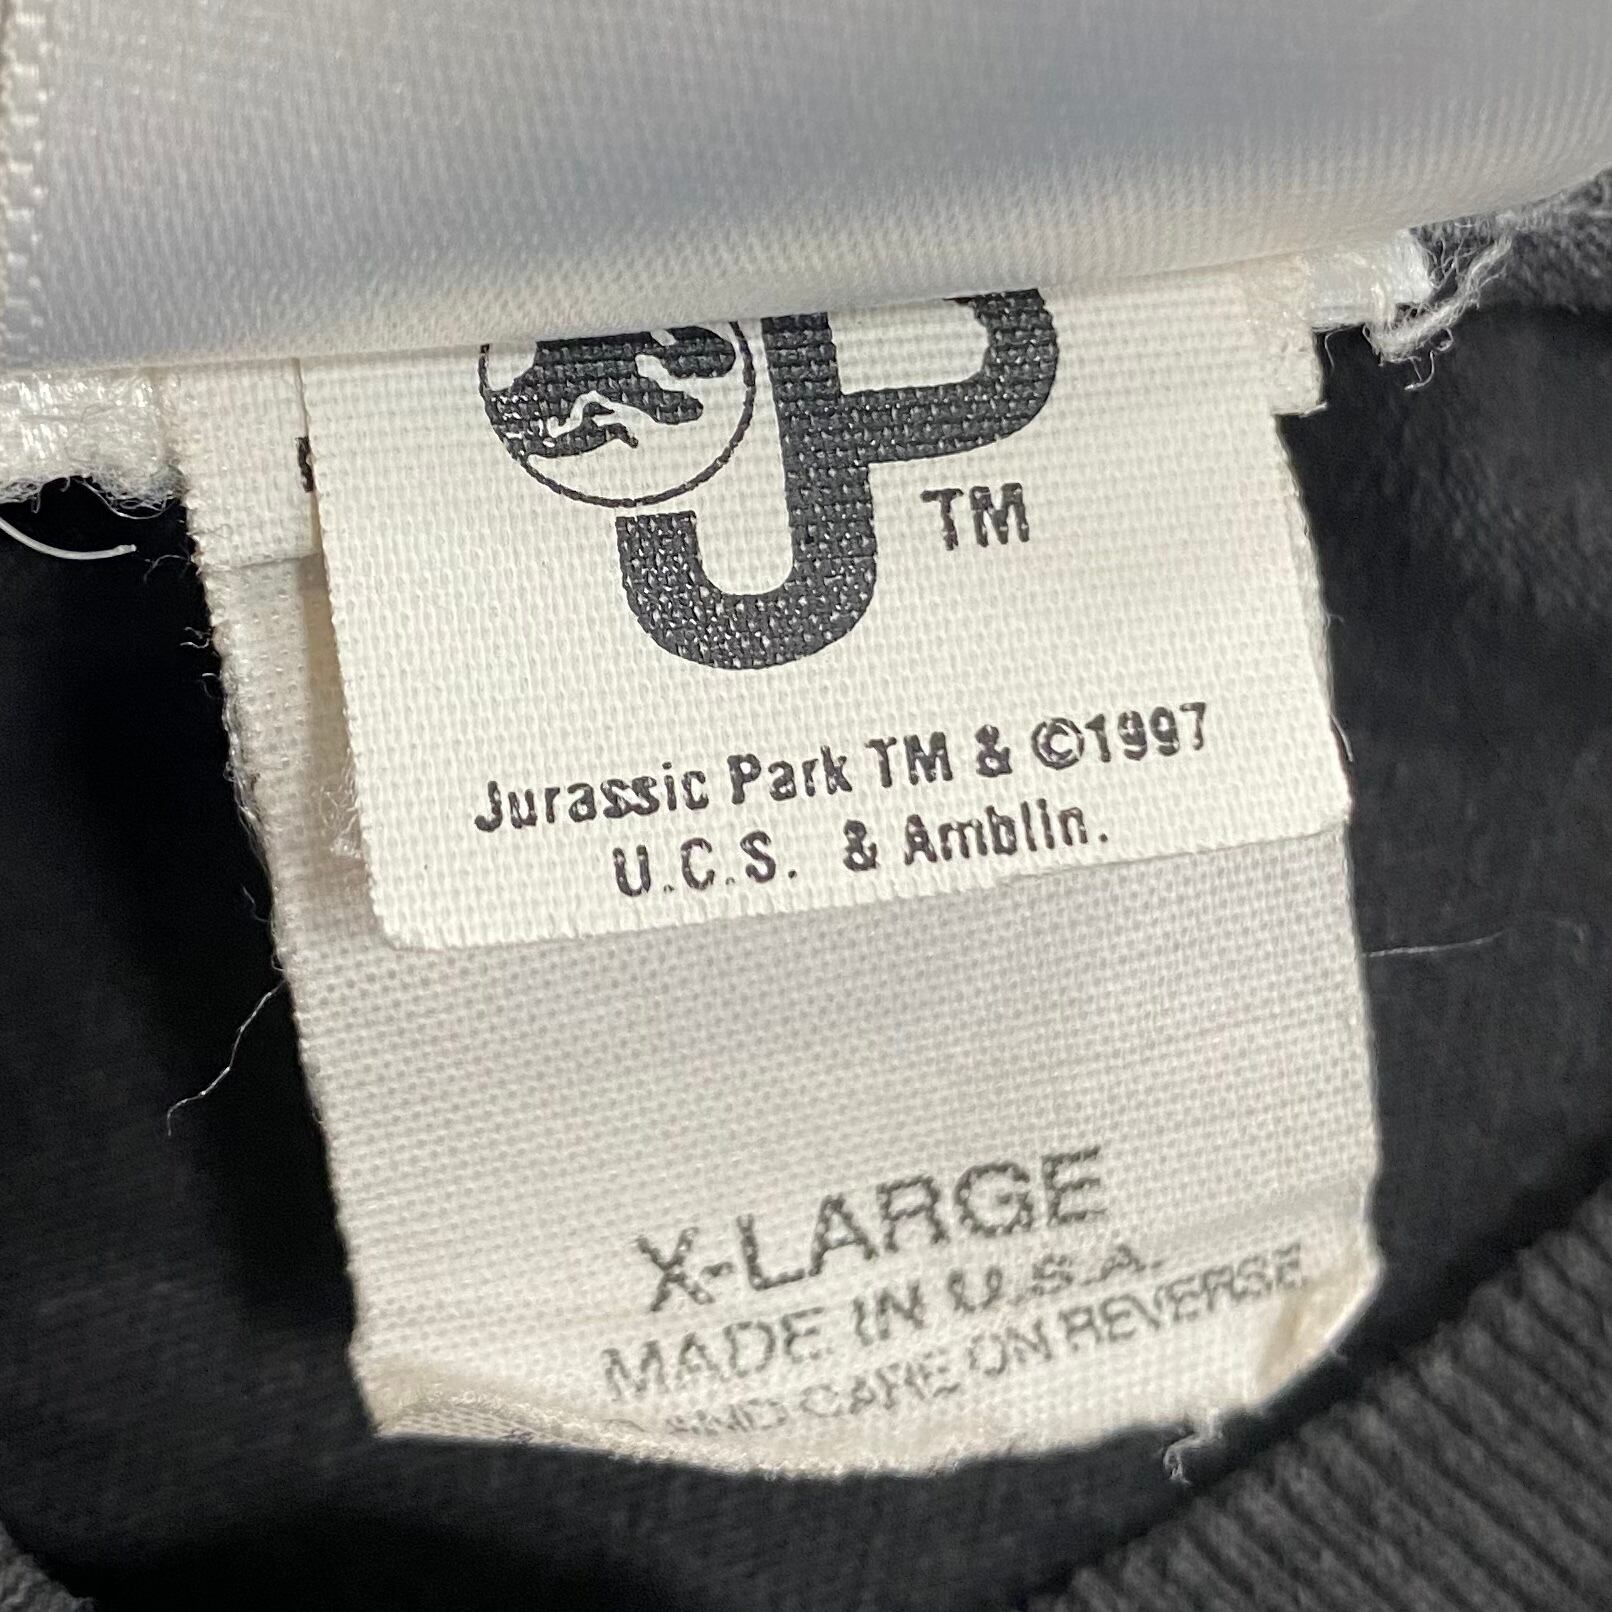 JP
TM
Jurassic Park TM & ©1997
U.C.S. & Amblin.
X-LARGE
MADE IN U.S.A.
AND CARE ON REVERSE